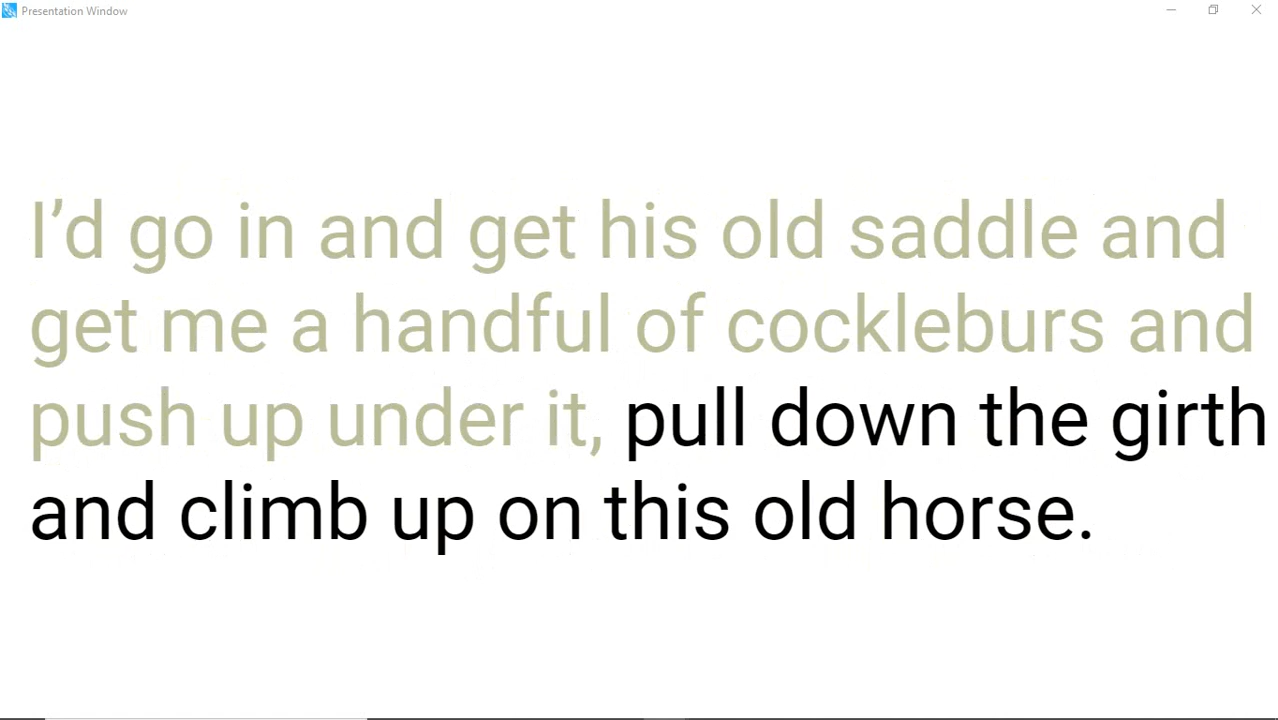 Presentation Window
I’d go in and get his old saddle and
get me a handful of cockleburs and
push up under it, pull down the girth
and climb up on this old horse.